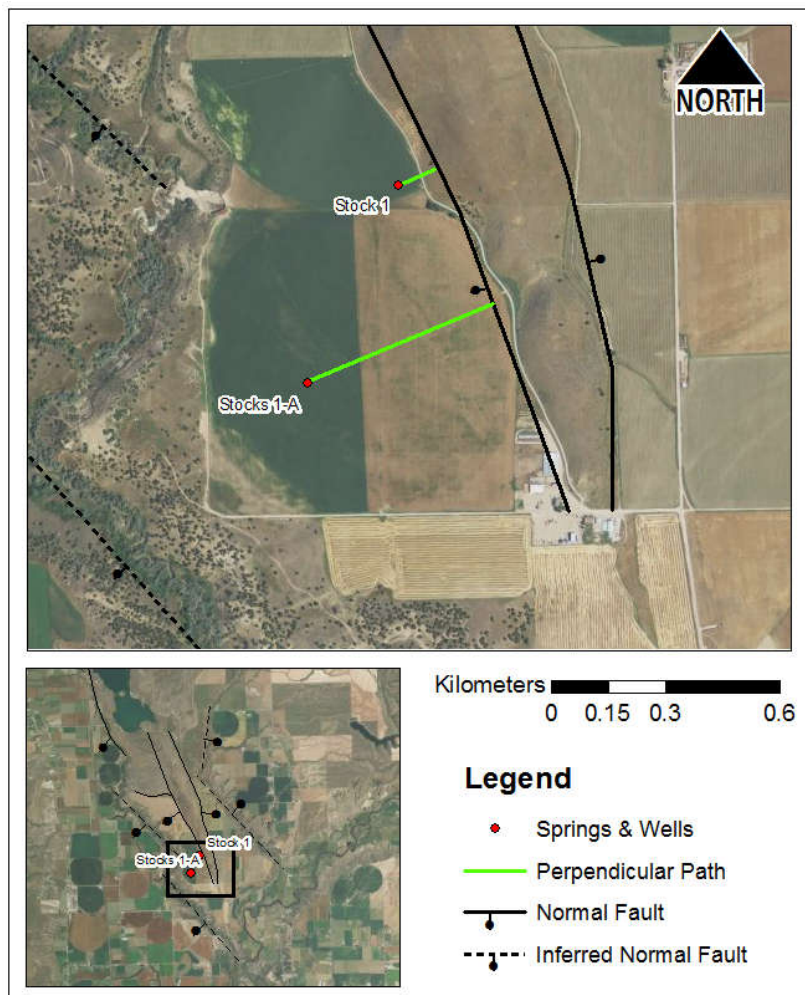 NORTH
Stock 1
Stocks 1-A
Stock 1
Stocks 1-A
Kilometers
0 0.15 0.3 0.6
Legend
Springs & Wells
Perpendicular Path
Normal Fault
Inferred Normal Fault